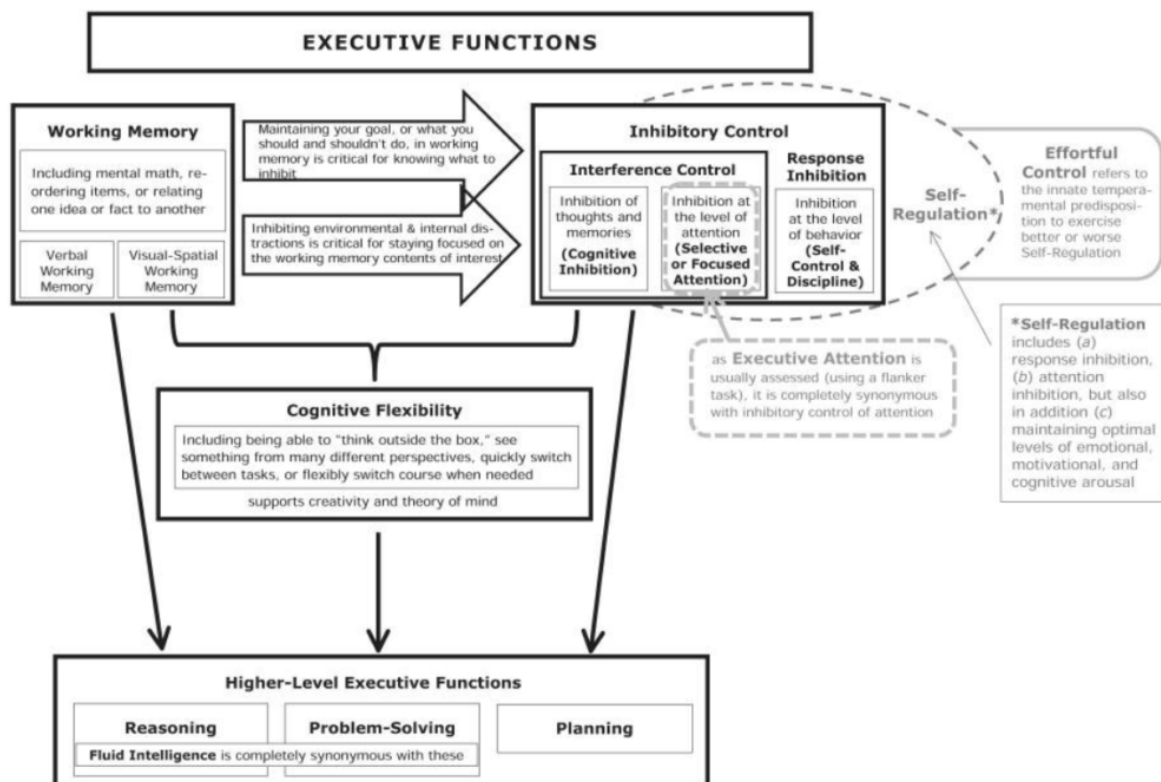 EXECUTIVE FUNCTIONS
Working Memory
Including mental math, re-
ordering items, or relating
one idea or fact to another
Verbal
Working
Memory
Visual-Spatial
Working
Memory
Maintaining your goal, or what you
should and shouldn't do, in working
memory is critical for knowing what to
inhibit
Inhibiting environmental & internal dis-
tractions is critical for staying focused on
the working memory contents of interest
Inhibitory Control
Interference Control
Inhibition of
thoughts and
memories
(Cognitive
Inhibition)
Inhibition at
the level of
attention
(Selective
or Focused
Attention)
Response
Inhibition
Inhibition
at the level
of behavior
(Self-
Control &
Discipline)
Self-
Regulation*
Effortful
Control refers to
the innate tempera-
mental predisposi-
tion to exercise
better or worse
Self-Regulation
*Self-Regulation
includes (a)
response inhibition,
(b) attention
inhibition, but also
in addition (c)
maintaining optimal
levels of emotional,
motivational, and
cognitive arousal
as Executive Attention is
usually assessed (using a flanker
task), it is completely synonymous
with inhibitory control of attention
Cognitive Flexibility
Including being able to "think outside the box," see
something from many different perspectives, quickly switch
between tasks, or flexibly switch course when needed
supports creativity and theory of mind
Higher-Level Executive Functions
Reasoning
Problem-Solving
Planning
Fluid Intelligence is completely synonymous with these